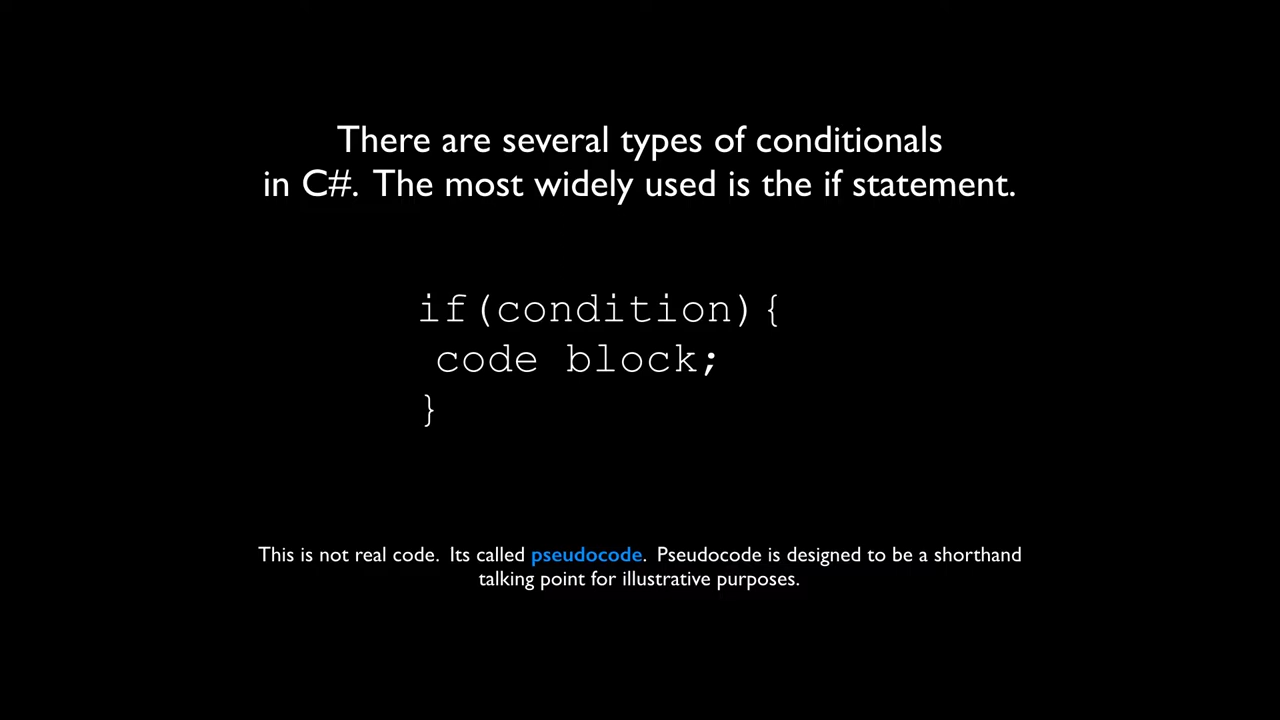 There are several types of conditionals
in C#. The most widely used is the if statement.
if(condition){
code block;
}
This is not real code. Its called pseudocode. Pseudocode is designed to be a shorthand
talking point for illustrative purposes.